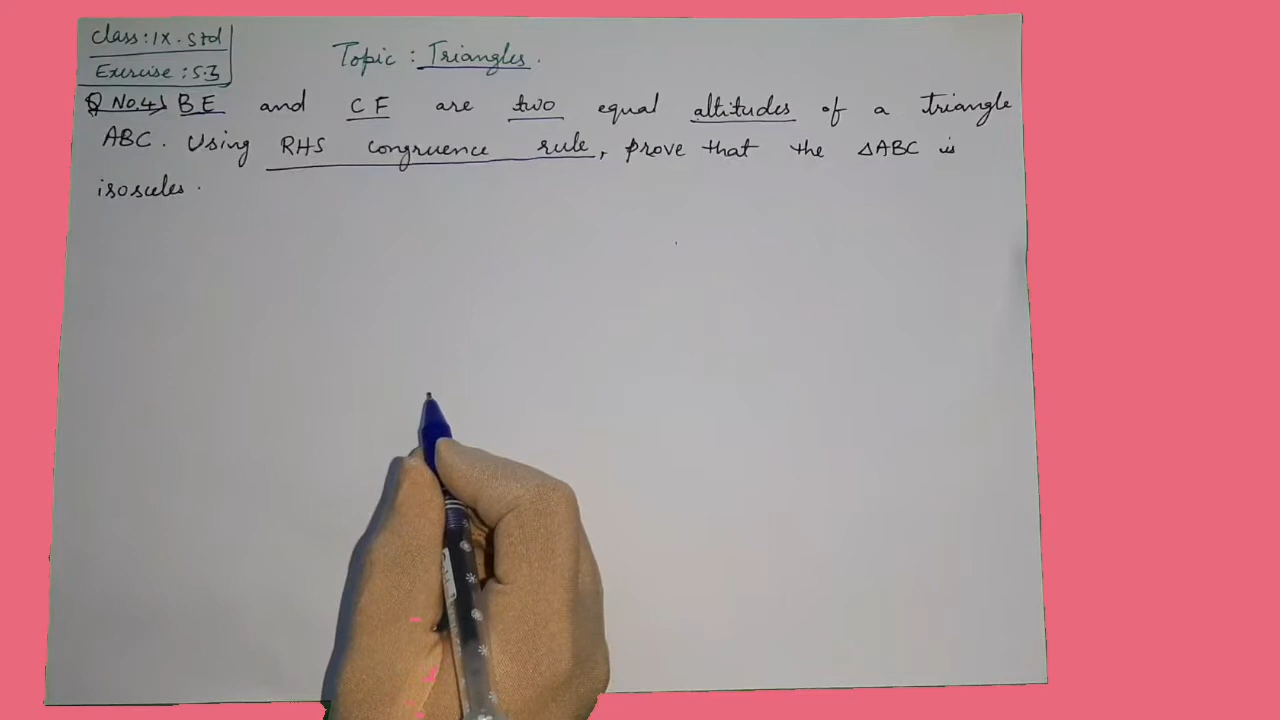 Class: IX. Std
Exercise: 5.3
Topic: Triangles.
Q No.4) BE and CF are two equal altitudes of a triangle
ABC. Using RHS congruence rule, prove that the △ABC is
isosceles.